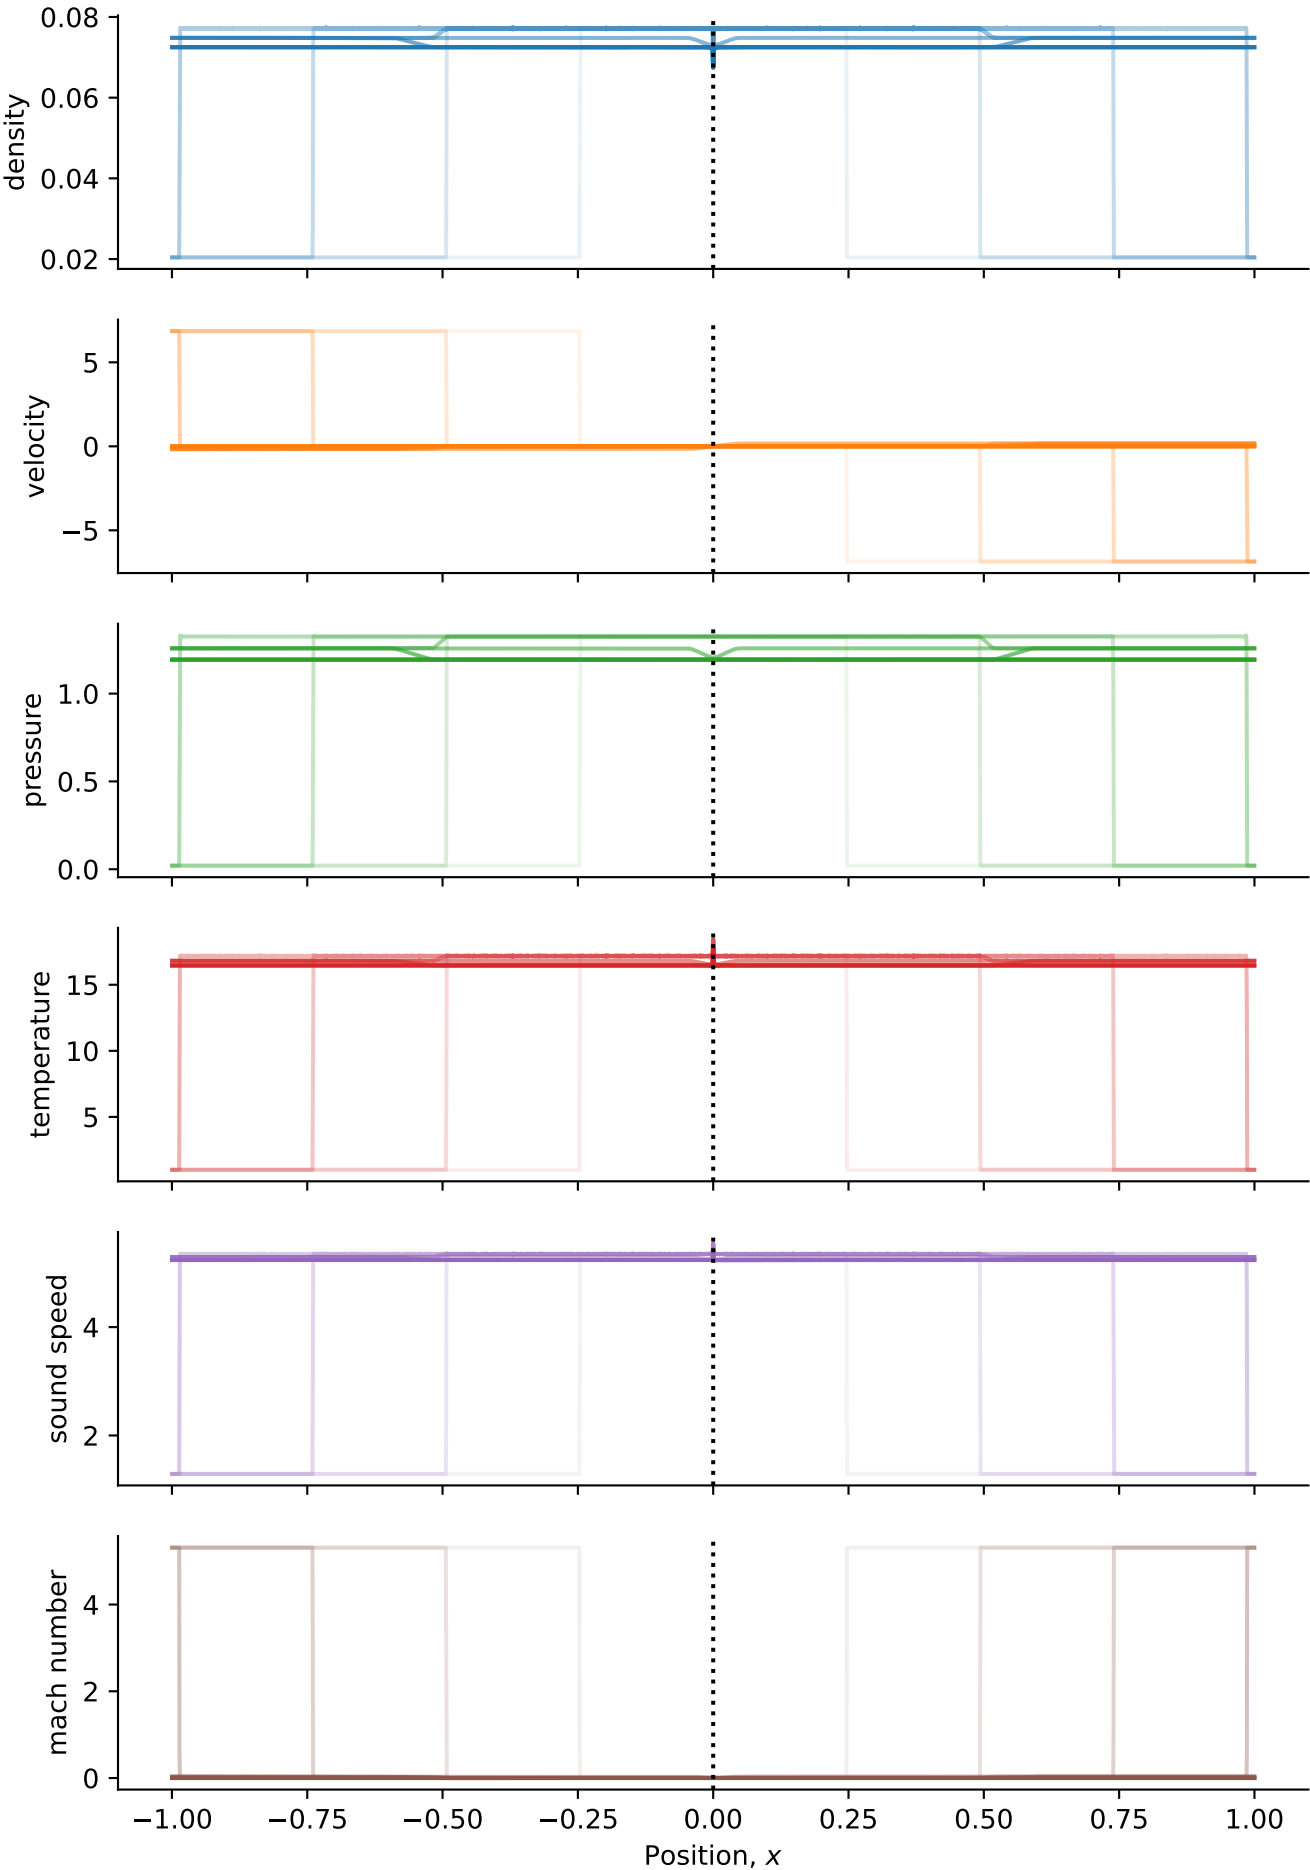 density
0.08
0.06
0.04
0.02
velocity
5
0
−5
pressure
1.0
0.5
0.0
temperature
15
10
5
sound speed
4
2
mach number
4
2
0
−1.00 −0.75 −0.50 −0.25 0.00 0.25 0.50 0.75 1.00
Position, x